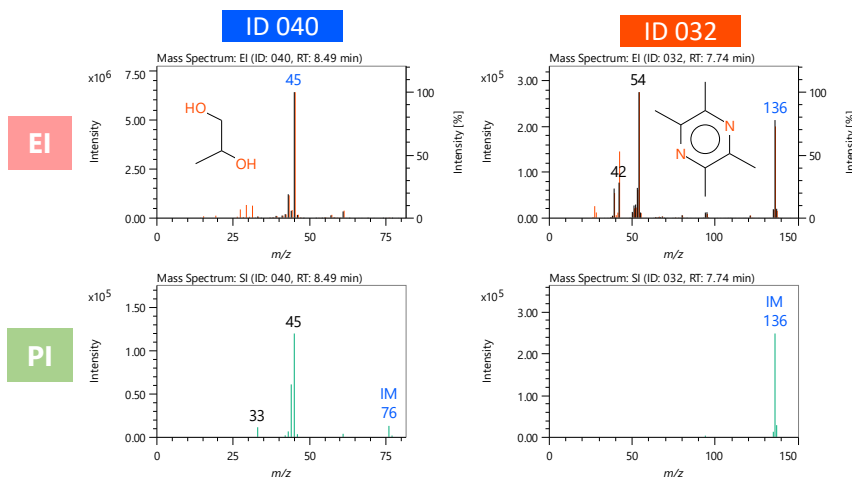 ID 040
ID 032
EI
Mass Spectrum: EI (ID: 040, RT: 8.49 min)
x10⁶
Intensity
7.50
5.00
2.50
0.00
100
50
0
Intensity [%]
0
25
50
75
m/z
45
HO
OH
Mass Spectrum: EI (ID: 032, RT: 7.74 min)
x10⁵
Intensity
3.00
2.00
1.00
0.00
100
50
0
Intensity [%]
0
50
100
150
m/z
54
42
136
N
N
PI
Mass Spectrum: SI (ID: 040, RT: 8.49 min)
x10⁵
Intensity
1.50
1.00
0.50
0.00
0
25
50
75
m/z
45
33
IM
76
Mass Spectrum: SI (ID: 032, RT: 7.74 min)
x10⁵
Intensity
3.00
2.00
1.00
0.00
0
50
100
150
m/z
IM
136